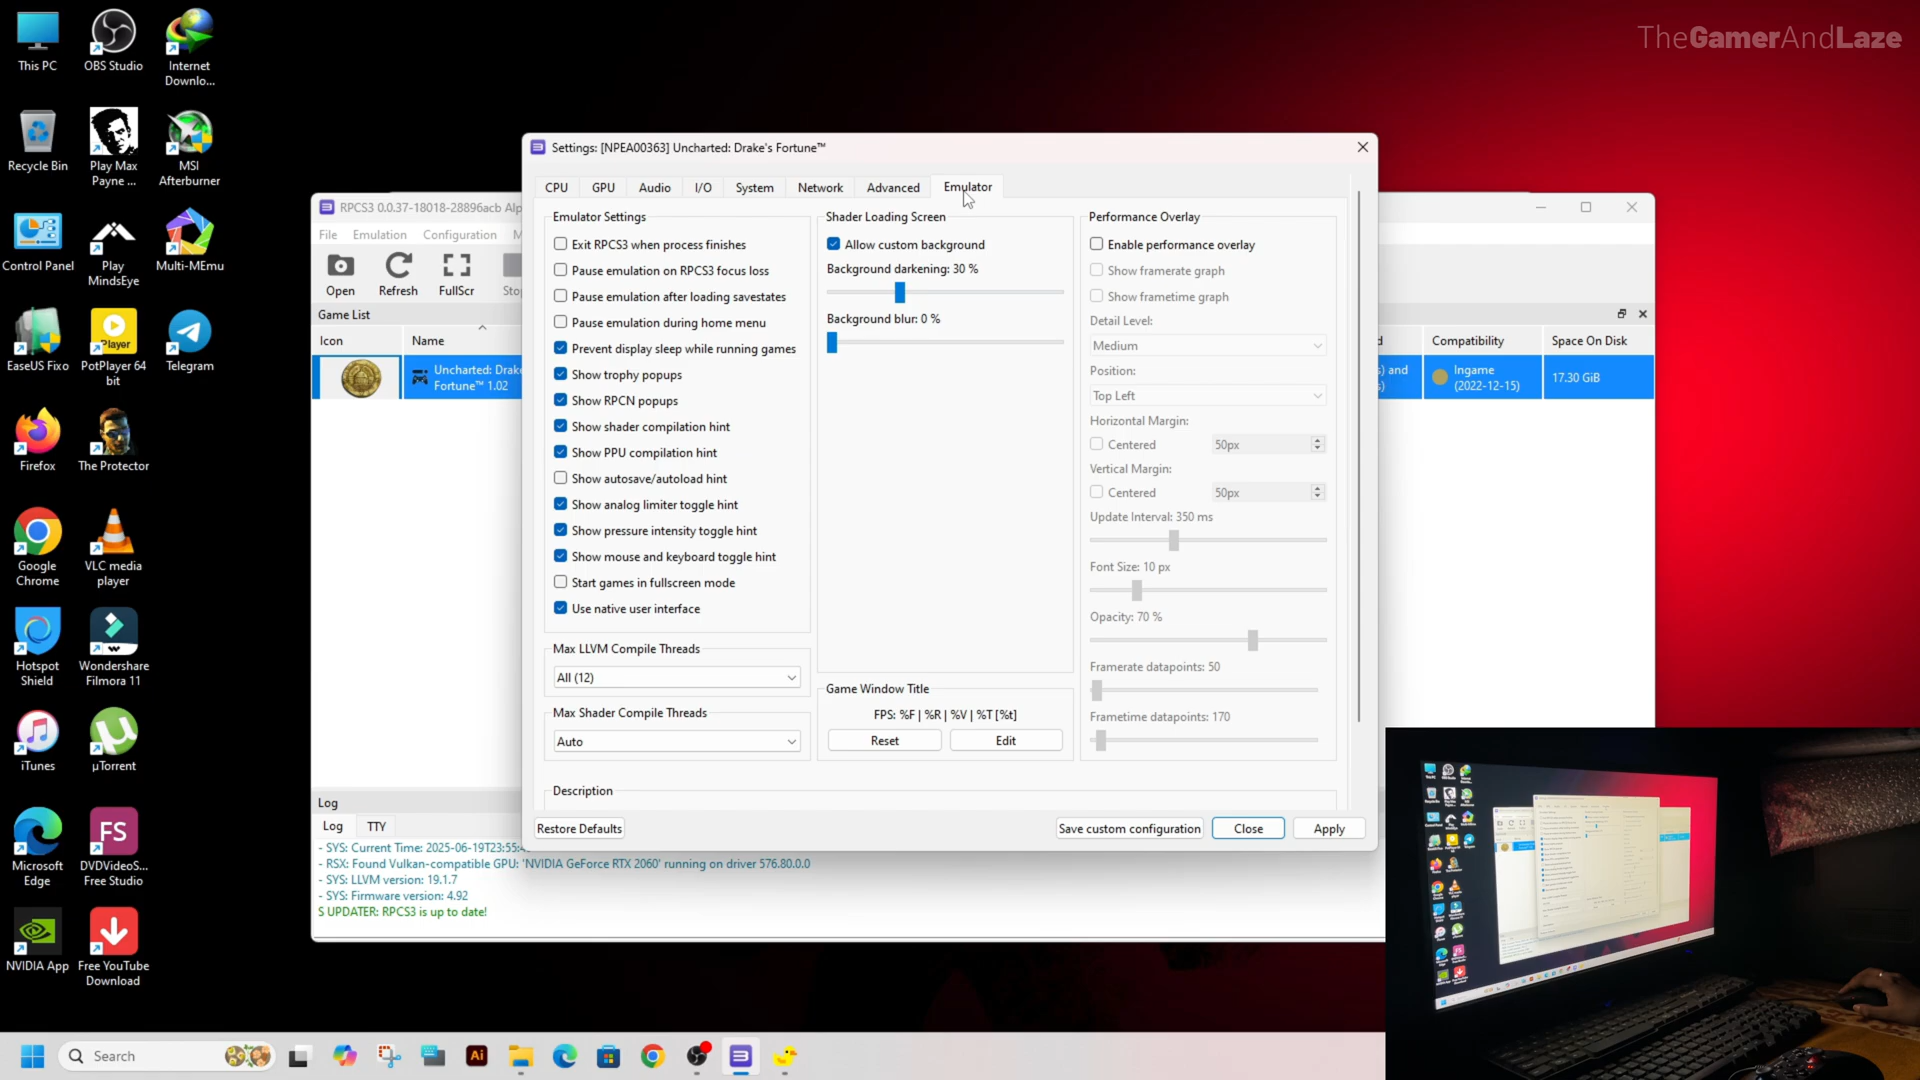 TheGamerAndLaze
This PC
OBS Studio
Internet
Downlo...
Recycle Bin
Play Max
Payne ...
MSI
Afterburner
Control Panel
Play
MindsEye
Multi-MEmu
EaseUS Fixo
Player
PotPlayer 64
bit
Telegram
Firefox
The Protector
Google
Chrome
VLC media
player
Hotspot
Shield
Wondershare
Filmora 11
iTunes
µTorrent
Microsoft
Edge
FS
DVDVideoS...
Free Studio
NVIDIA App
Free YouTube
Download
RPCS3 0.0.37-18018-28896acb Alp
File Emulation Configuration M
Open Refresh FullScr Sto
Game List
Icon Name
Uncharted: Drake
Fortune™ 1.02
d Compatibility Space On Disk
s) and
s)
Ingame
(2022-12-15)
17.30 GiB
Settings: [NPEA00363] Uncharted: Drake's Fortune™
CPU GPU Audio I/O System Network Advanced Emulator
Emulator Settings
Exit RPCS3 when process finishes
Pause emulation on RPCS3 focus loss
Pause emulation after loading savestates
Pause emulation during home menu
Prevent display sleep while running games
Show trophy popups
Show RPCN popups
Show shader compilation hint
Show PPU compilation hint
Show autosave/autoload hint
Show analog limiter toggle hint
Show pressure intensity toggle hint
Show mouse and keyboard toggle hint
Start games in fullscreen mode
Use native user interface
Max LLVM Compile Threads
All (12)
Max Shader Compile Threads
Auto
Shader Loading Screen
Allow custom background
Background darkening: 30 %
Background blur: 0 %
Game Window Title
FPS: %F | %R | %V | %T [%t]
Reset Edit
Performance Overlay
Enable performance overlay
Show framerate graph
Show frametime graph
Detail Level:
Medium
Position:
Top Left
Horizontal Margin:
Centered 50px
Vertical Margin:
Centered 50px
Update Interval: 350 ms
Font Size: 10 px
Opacity: 70 %
Framerate datapoints: 50
Frametime datapoints: 170
Description
Restore Defaults Save custom configuration Close Apply
Log
Log TTY
- SYS: Current Time: 2025-06-19T23:55:4
- RSX: Found Vulkan-compatible GPU: 'NVIDIA GeForce RTX 2060' running on driver 576.80.0.0
- SYS: LLVM version: 19.1.7
- SYS: Firmware version: 4.92
S UPDATER: RPCS3 is up to date!
Search
Ai